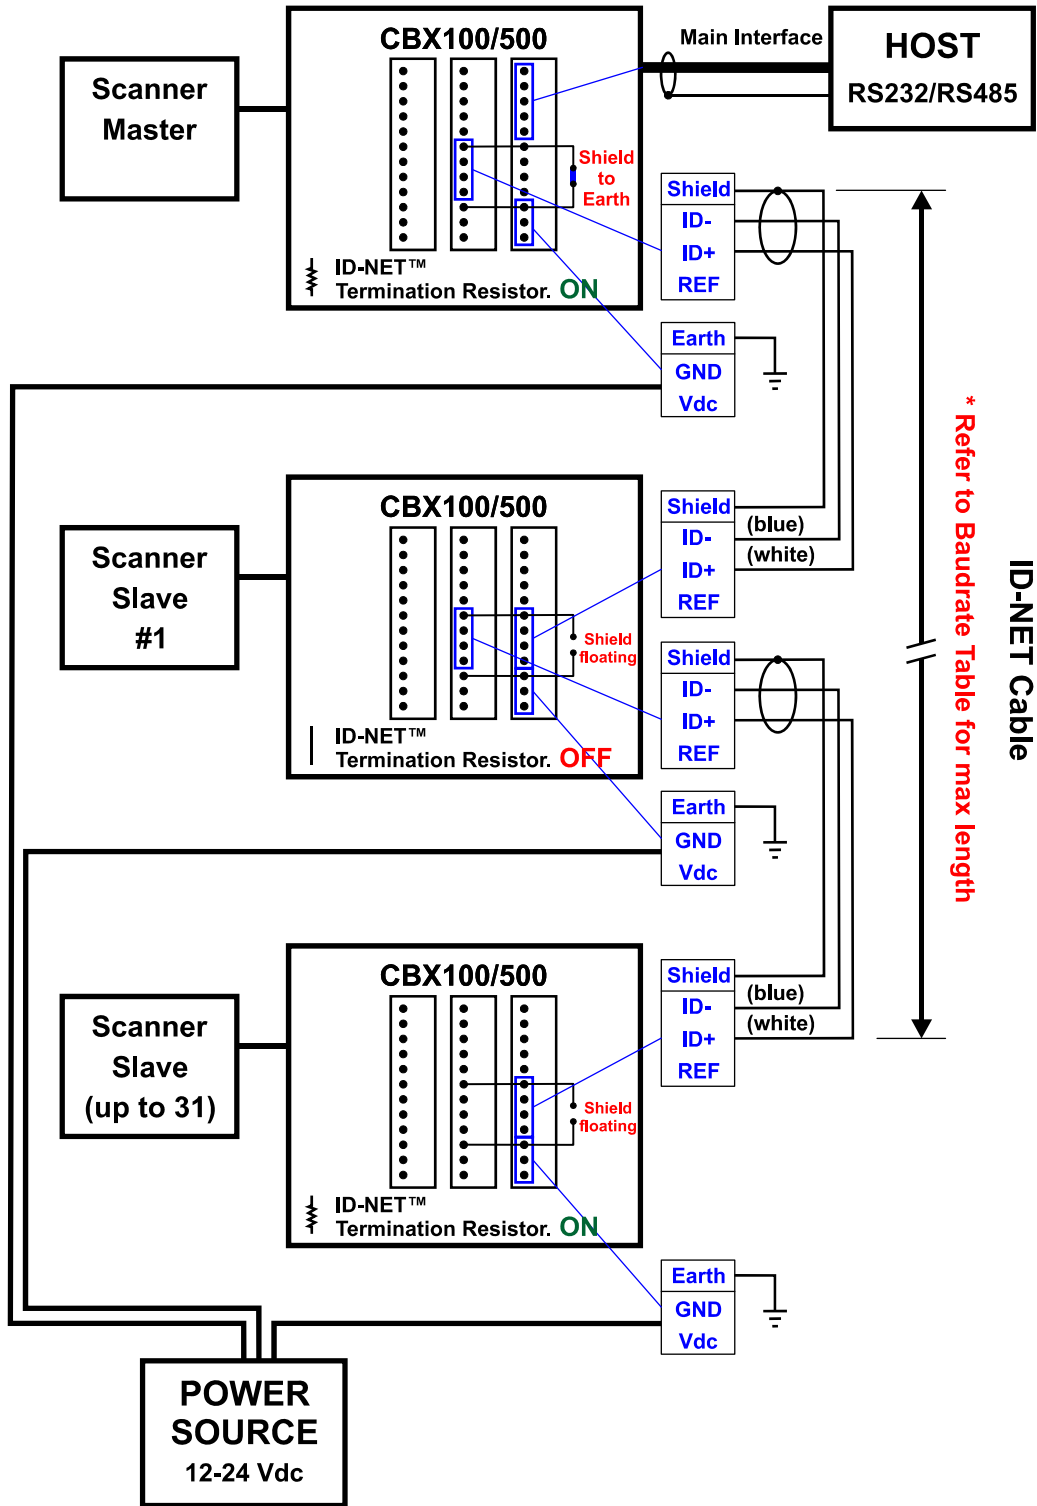 CBX100/500
Main Interface
HOST
RS232/RS485
Scanner
Master
Shield
to
Earth
Shield
ID-
ID+
REF
ID-NET™
Termination Resistor. ON
Earth
GND
Vdc
* Refer to Baudrate Table for max length
ID-NET Cable
CBX100/500
Scanner
Slave
#1
Shield
floating
Shield
ID- (blue)
ID+ (white)
REF
Shield
ID-
ID+
REF
ID-NET™
Termination Resistor. OFF
Earth
GND
Vdc
CBX100/500
Scanner
Slave
(up to 31)
Shield
floating
Shield
ID- (blue)
ID+ (white)
REF
ID-NET™
Termination Resistor. ON
Earth
GND
Vdc
POWER
SOURCE
12-24 Vdc